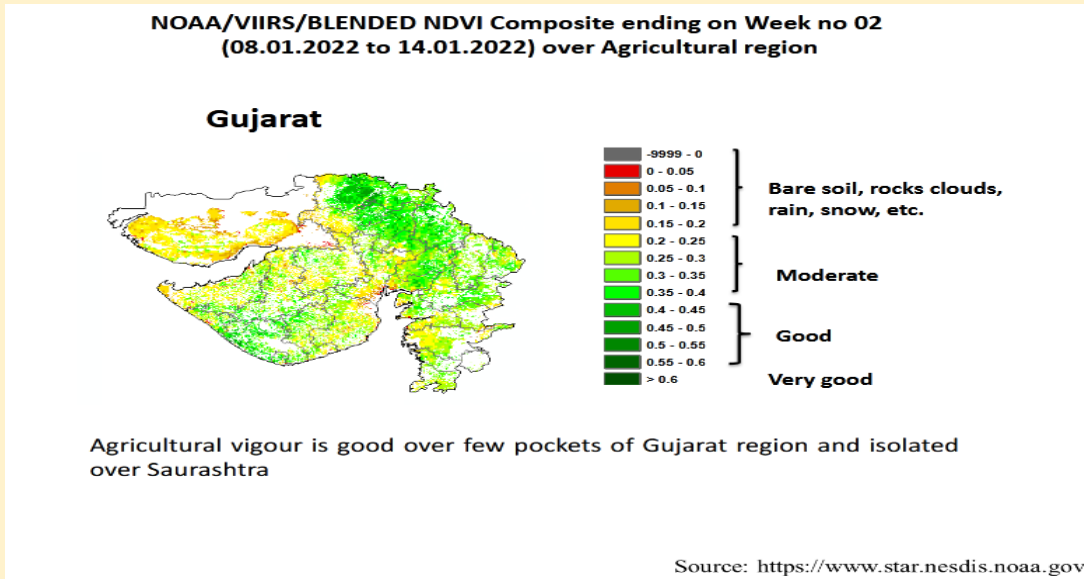 NOAA/VIIRS/BLENDED NDVI Composite ending on Week no 02
(08.01.2022 to 14.01.2022) over Agricultural region
Gujarat
-9999 - 0
0 - 0.05
0.05 - 0.1
0.1 - 0.15
0.15 - 0.2
0.2 - 0.25
0.25 - 0.3
0.3 - 0.35
0.35 - 0.4
0.4 - 0.45
0.45 - 0.5
0.5 - 0.55
0.55 - 0.6
> 0.6
Bare soil, rocks clouds,
rain, snow, etc.
Moderate
Good
Very good
Agricultural vigour is good over few pockets of Gujarat region and isolated
over Saurashtra
Source: https://www.star.nesdis.noaa.gov